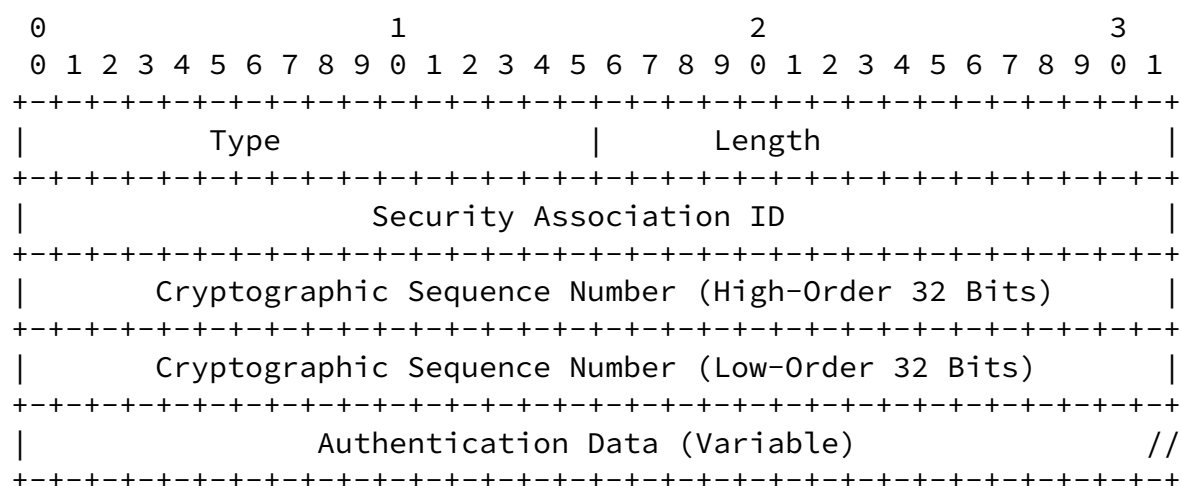 0                   1                   2                   3
 0 1 2 3 4 5 6 7 8 9 0 1 2 3 4 5 6 7 8 9 0 1 2 3 4 5 6 7 8 9 0 1
+-+-+-+-+-+-+-+-+-+-+-+-+-+-+-+-+-+-+-+-+-+-+-+-+-+-+-+-+-+-+-+-+
|          Type                 |      Length                   |
+-+-+-+-+-+-+-+-+-+-+-+-+-+-+-+-+-+-+-+-+-+-+-+-+-+-+-+-+-+-+-+-+
|                   Security Association ID                     |
+-+-+-+-+-+-+-+-+-+-+-+-+-+-+-+-+-+-+-+-+-+-+-+-+-+-+-+-+-+-+-+-+
|       Cryptographic Sequence Number (High-Order 32 Bits)      |
+-+-+-+-+-+-+-+-+-+-+-+-+-+-+-+-+-+-+-+-+-+-+-+-+-+-+-+-+-+-+-+-+
|       Cryptographic Sequence Number (Low-Order 32 Bits)       |
+-+-+-+-+-+-+-+-+-+-+-+-+-+-+-+-+-+-+-+-+-+-+-+-+-+-+-+-+-+-+-+-+
|                Authentication Data (Variable)                //
+-+-+-+-+-+-+-+-+-+-+-+-+-+-+-+-+-+-+-+-+-+-+-+-+-+-+-+-+-+-+-+-+